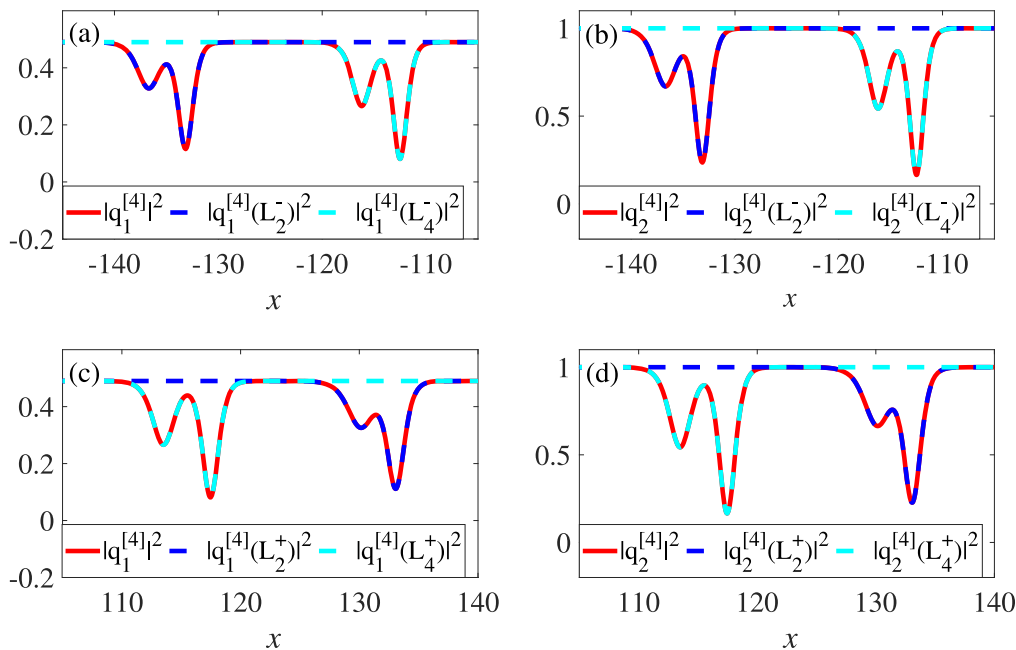 (a)
0.4
0.2
0
-0.2
|q₁^[4]|² |q₁^[4](L₂⁻)|² |q₁^[4](L₄⁻)|²
-140 -130 -120 -110
x
(b)
1
0.5
0
|q₂^[4]|² |q₂^[4](L₂⁻)|² |q₂^[4](L₄⁻)|²
-140 -130 -120 -110
x
(c)
0.4
0.2
0
-0.2
|q₁^[4]|² |q₁^[4](L₂⁺)|² |q₁^[4](L₄⁺)|²
110 120 130 140
x
(d)
1
0.5
0
|q₂^[4]|² |q₂^[4](L₂⁺)|² |q₂^[4](L₄⁺)|²
110 120 130 140
x